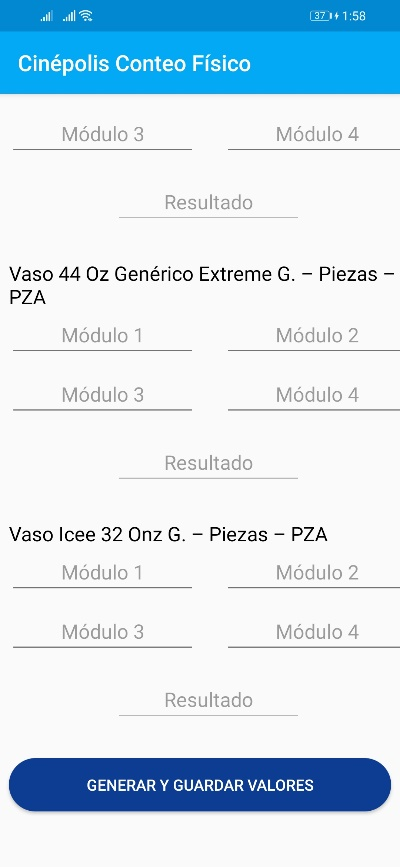 37 1:58
Cinépolis Conteo Físico
Módulo 3 Módulo 4
Resultado
Vaso 44 Oz Genérico Extreme G. – Piezas –
PZA
Módulo 1 Módulo 2
Módulo 3 Módulo 4
Resultado
Vaso Icee 32 Onz G. – Piezas – PZA
Módulo 1 Módulo 2
Módulo 3 Módulo 4
Resultado
GENERAR Y GUARDAR VALORES